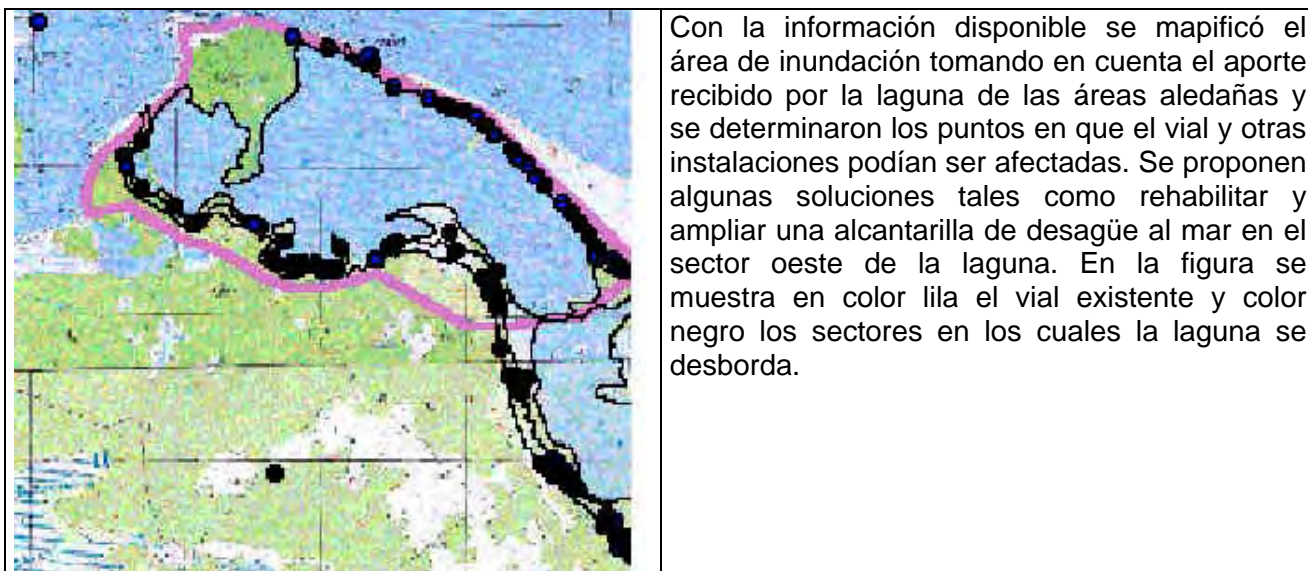 Con la información disponible se mapificó el
área de inundación tomando en cuenta el aporte
recibido por la laguna de las áreas aledañas y
se determinaron los puntos en que el vial y otras
instalaciones podían ser afectadas. Se proponen
algunas soluciones tales como rehabilitar y
ampliar una alcantarilla de desagüe al mar en el
sector oeste de la laguna. En la figura se
muestra en color lila el vial existente y color
negro los sectores en los cuales la laguna se
desborda.